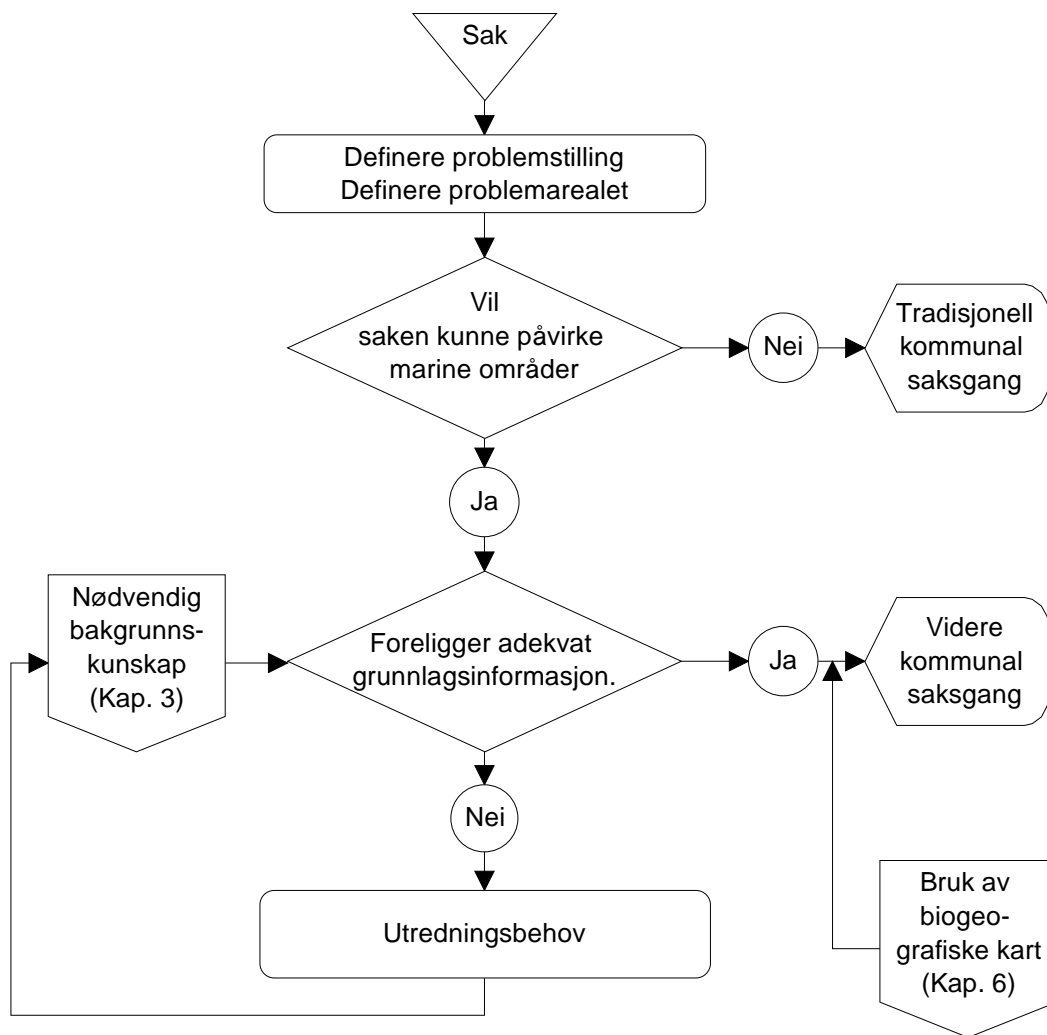 Sak
Definere problemstilling
Definere problemarealet
Vil
saken kunne påvirke
marine områder
Nei
Tradisjonell
kommunal
saksgang
Ja
Nødvendig
bakgrunns-
kunskap
(Kap. 3)
Foreligger adekvat
grunnlagsinformasjon.
Ja
Videre
kommunal
saksgang
Nei
Utredningsbehov
Bruk av
biogeo-
grafiske kart
(Kap. 6)